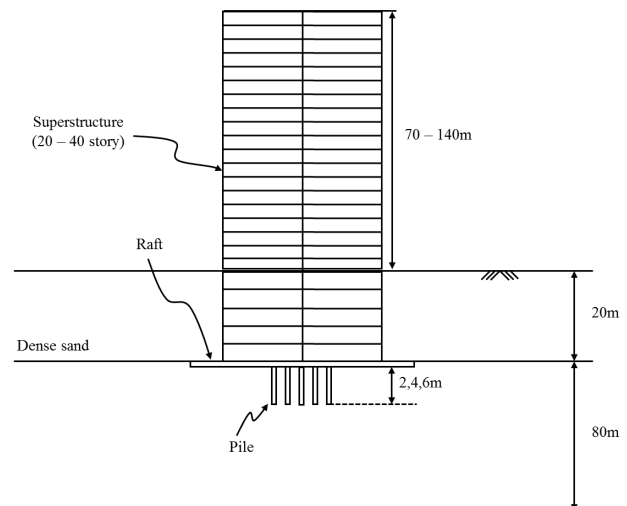 Superstructure
(20 – 40 story)
70 – 140m
Raft
20m
Dense sand
2,4,6m
80m
Pile